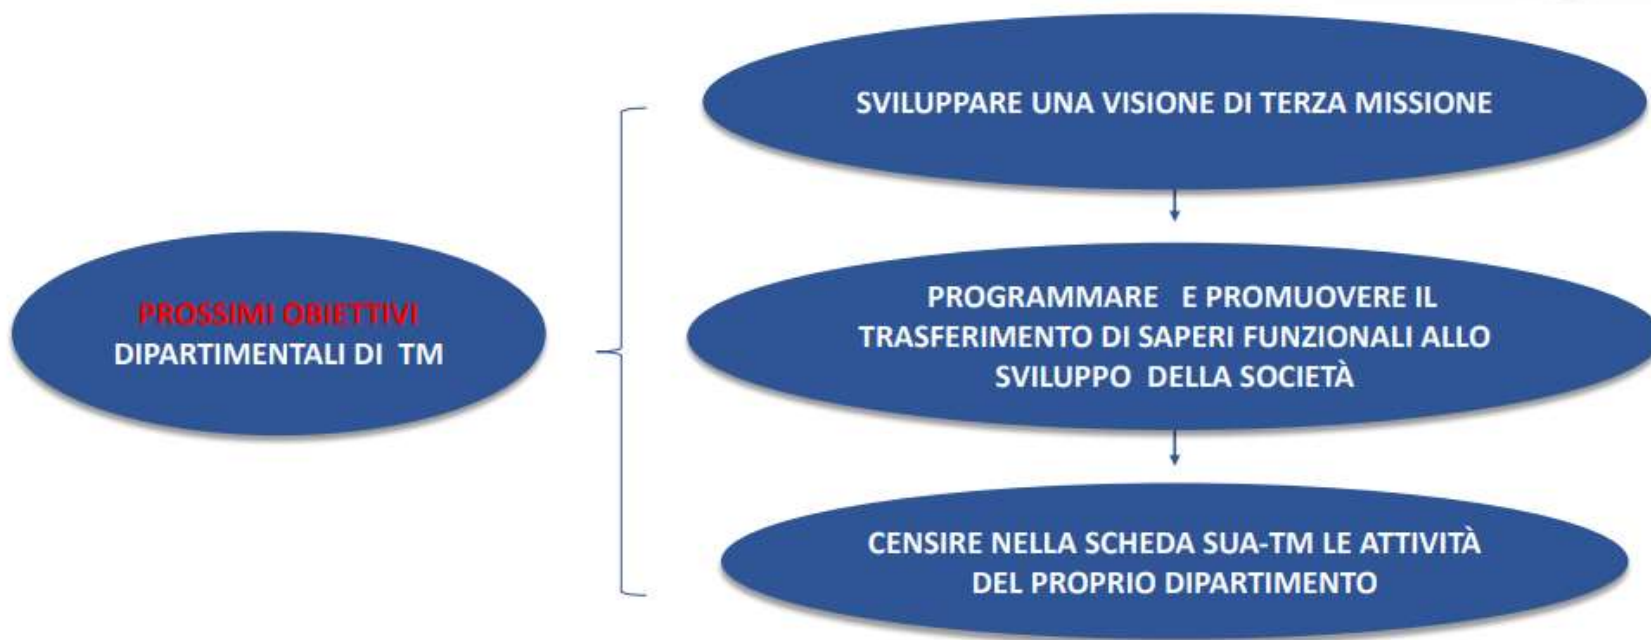 PROSSIMI OBIETTIVI
DIPARTIMENTALI DI TM
SVILUPPARE UNA VISIONE DI TERZA MISSIONE
PROGRAMMARE E PROMUOVERE IL
TRASFERIMENTO DI SAPERI FUNZIONALI ALLO
SVILUPPO DELLA SOCIETÀ
CENSIRE NELLA SCHEDA SUA-TM LE ATTIVITÀ
DEL PROPRIO DIPARTIMENTO